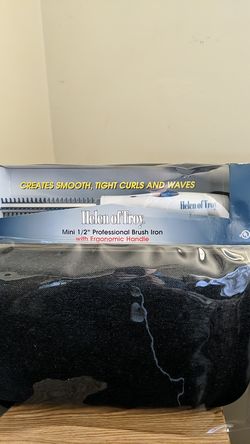 CREATES SMOOTH, TIGHT CURLS AND WAVES
Helen of Troy
Helen of Troy
Mini 1/2" Professional Brush Iron
with Ergonomic Handle